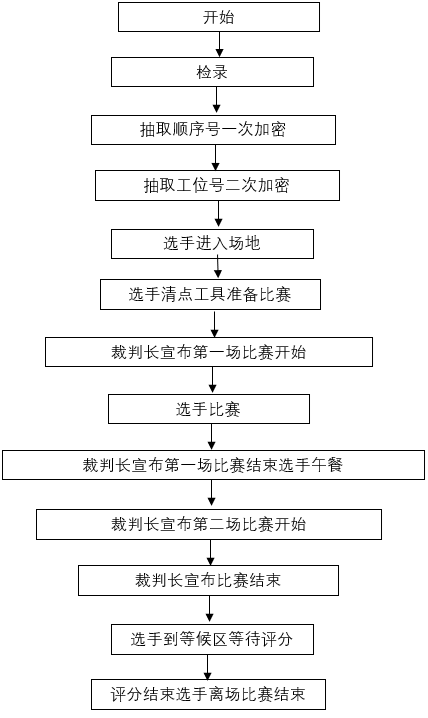 开始
检录
抽取顺序号一次加密
抽取工位号二次加密
选手进入场地
选手清点工具准备比赛
裁判长宣布第一场比赛开始
选手比赛
裁判长宣布第一场比赛结束选手午餐
裁判长宣布第二场比赛开始
裁判长宣布比赛结束
选手到等候区等待评分
评分结束选手离场比赛结束